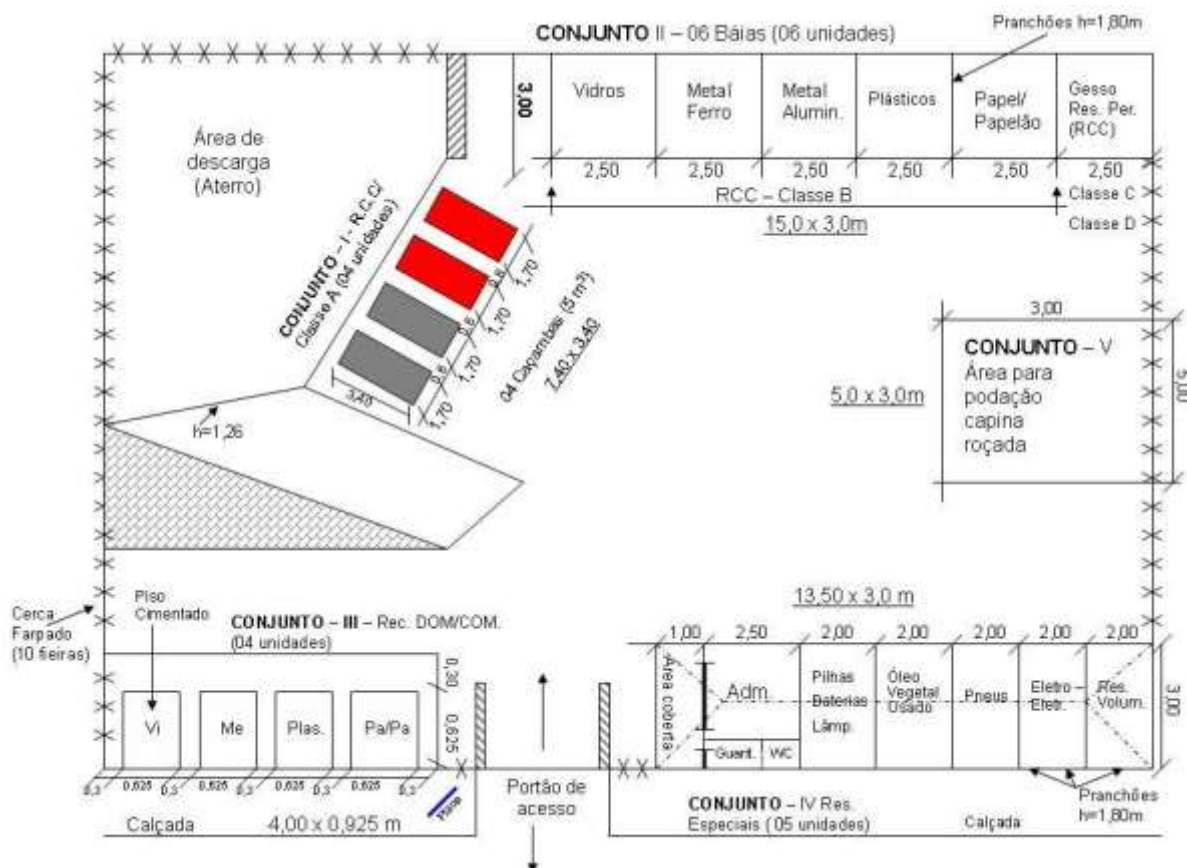 CONJUNTO II – 06 Báias (06 unidades)
Pranchões h=1,80m
Área de
descarga
(Aterro)
3,00
Vidros
Metal
Ferro
Metal
Alumin.
Plásticos
Papel/
Papelão
Gesso
Res. Per.
(RCC)
2,50
2,50
2,50
2,50
2,50
2,50
RCC – Classe B
15,0 x 3,0m
Classe C
Classe D
CONJUNTO – I - R.C.C/
Classe A (04 unidades)
1,70
0,6
1,70
0,6
1,70
0,6
1,70
3,40
04 Caçambas (5 m³)
7,40 x 3,40
h=1,26
3,00
CONJUNTO – V
Área para
podação
capina
roçada
5,0 x 3,0m
5,00
Cerca
Farpado
(10 fieiras)
Piso
Cimentado
CONJUNTO – III – Rec. DOM/COM.
(04 unidades)
0,30
0,625
Vi
Me
Plas.
Pa/Pa
0,3
0,625
0,3
0,625
0,3
0,625
0,3
0,625
0,3
Calçada
4,00 x 0,925 m
Portão de
acesso
13,50 x 3,0 m
1,00
2,50
2,00
2,00
2,00
2,00
2,00
Área coberta
Adm.
Guant.
WC
Pilhas
Baterias
Lâmp.
Óleo
Vegetal
Usado
Pneus
Eletro –
Eletr.
Res.
Volum.
3,00
CONJUNTO – IV Res.
Especiais (05 unidades)
Calçada
Pranchões
h=1,80m